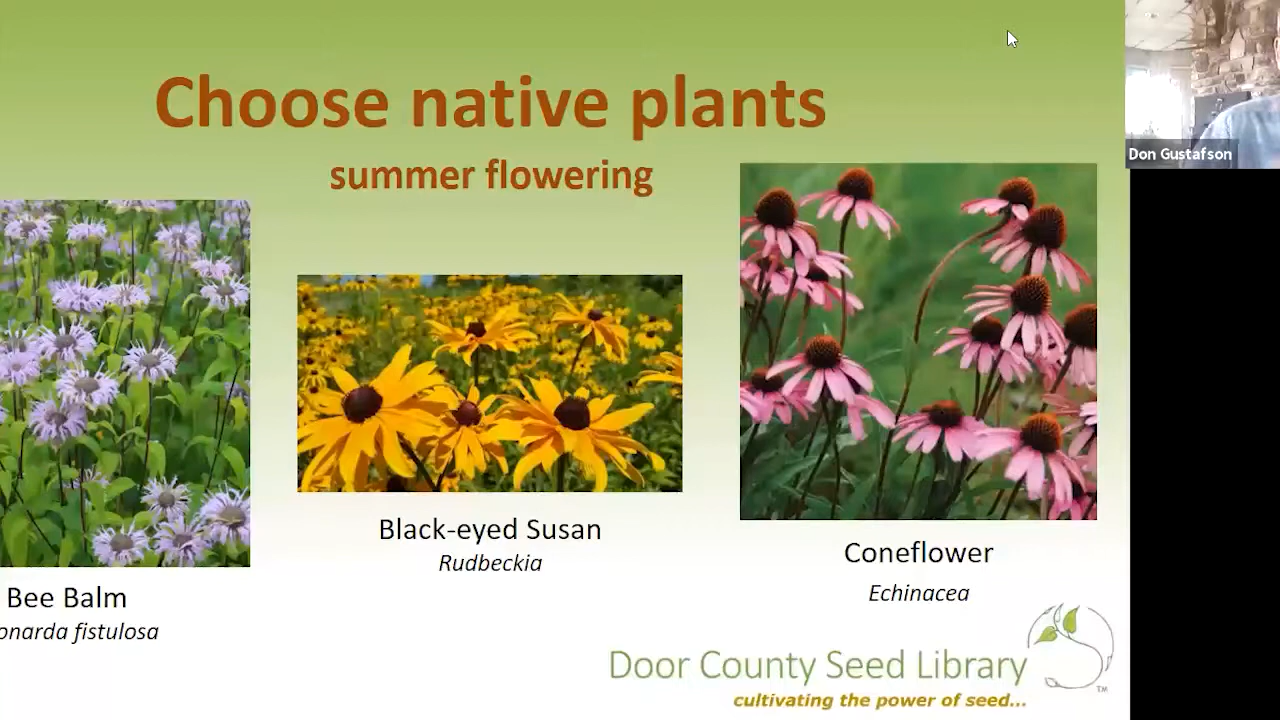 Choose native plants
summer flowering
Don Gustafson
Black-eyed Susan
Rudbeckia
Coneflower
Echinacea
Bee Balm
onarda fistulosa
Door County Seed Library
TM
cultivating the power of seed...